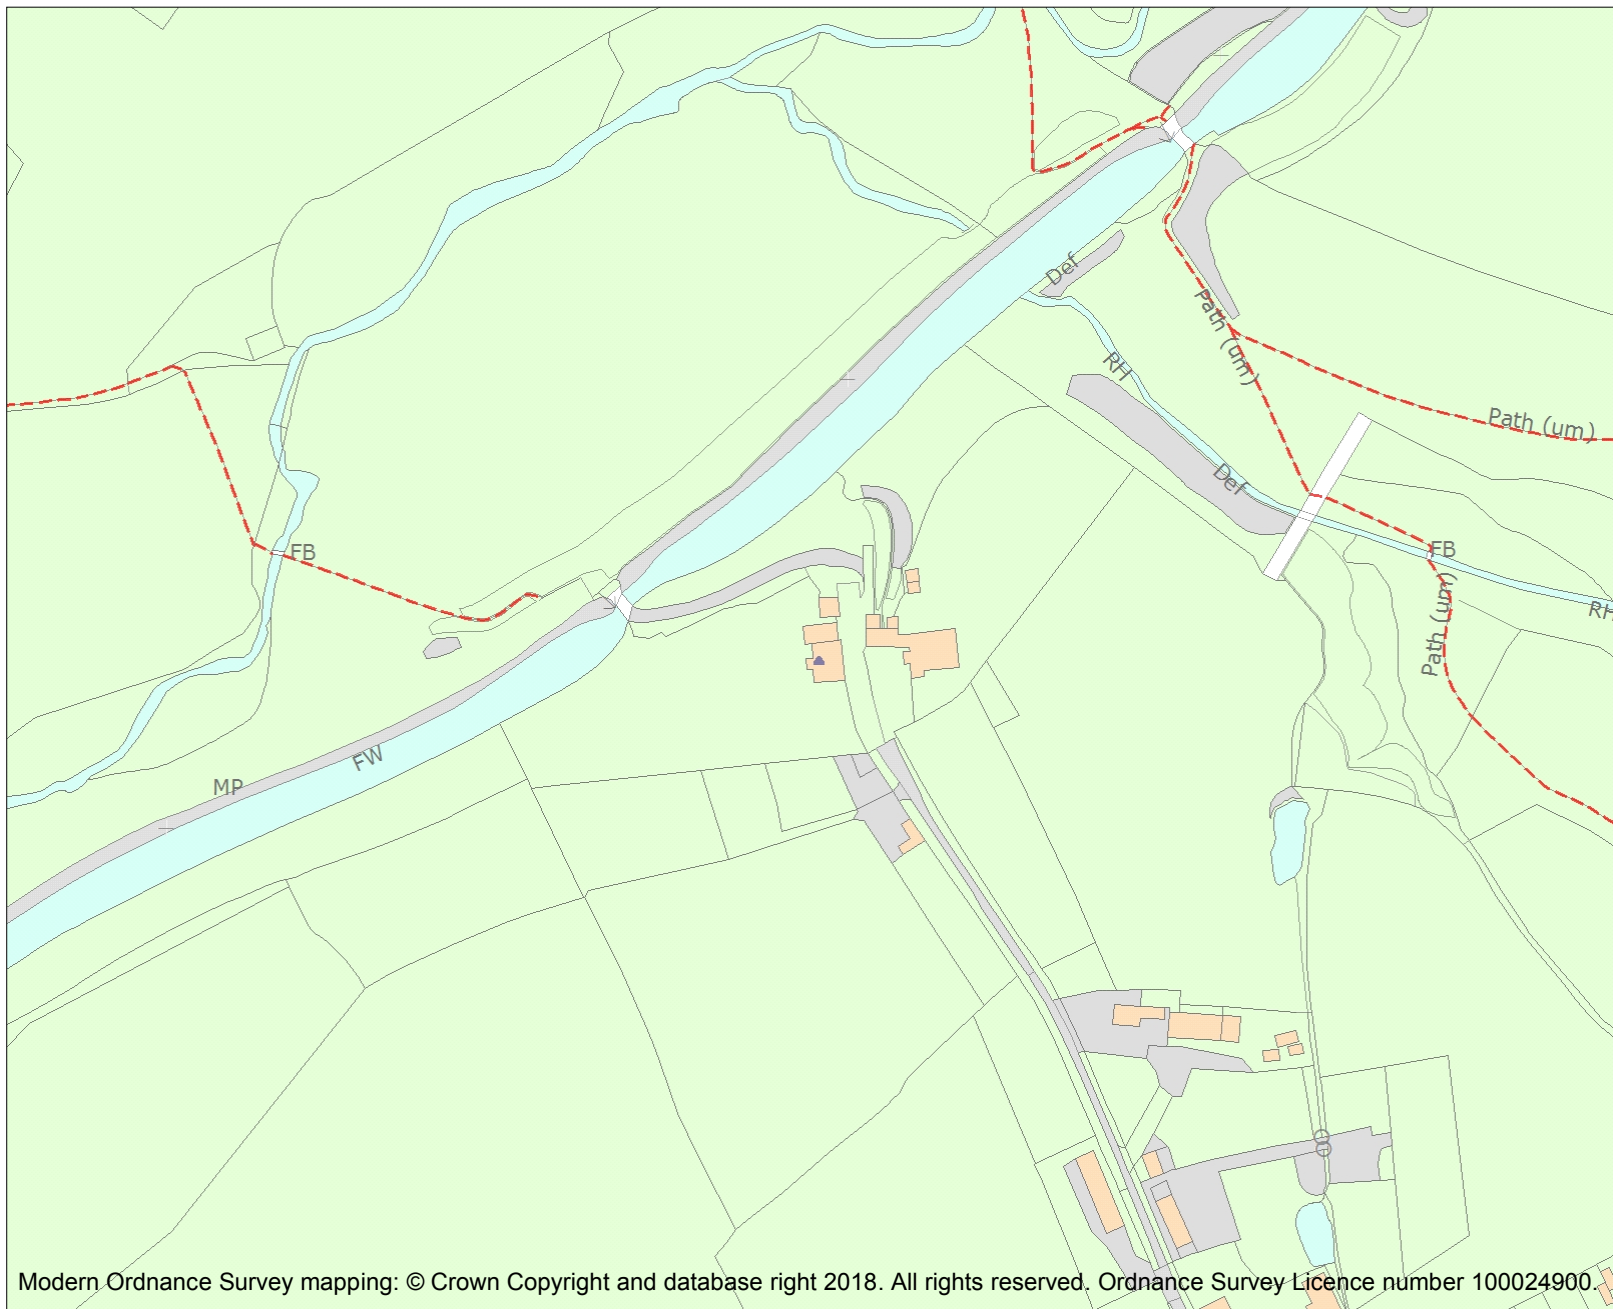 Def
Path (um)
RH
Path (um)
Def
FB
FB
Path (um)
RH
FW
MP
Modern Ordnance Survey mapping: © Crown Copyright and database right 2018. All rights reserved. Ordnance Survey Licence number 100024900.